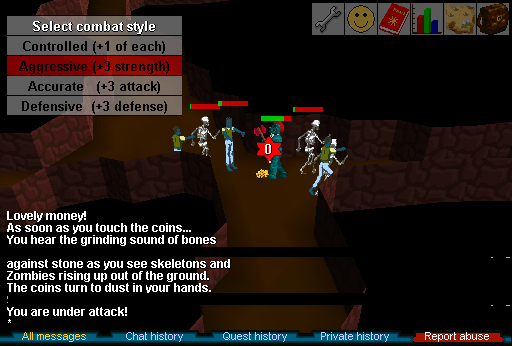 Select combat style
Controlled (+1 of each)
Aggressive (+3 strength)
Accurate (+3 attack)
Defensive (+3 defense)
0
Lovely money!
As soon as you touch the coins...
You hear the grinding sound of bones
against stone as you see skeletons and
Zombies rising up out of the ground.
The coins turn to dust in your hands.
You are under attack!
*
All messages
Chat history
Quest history
Private history
Report abuse